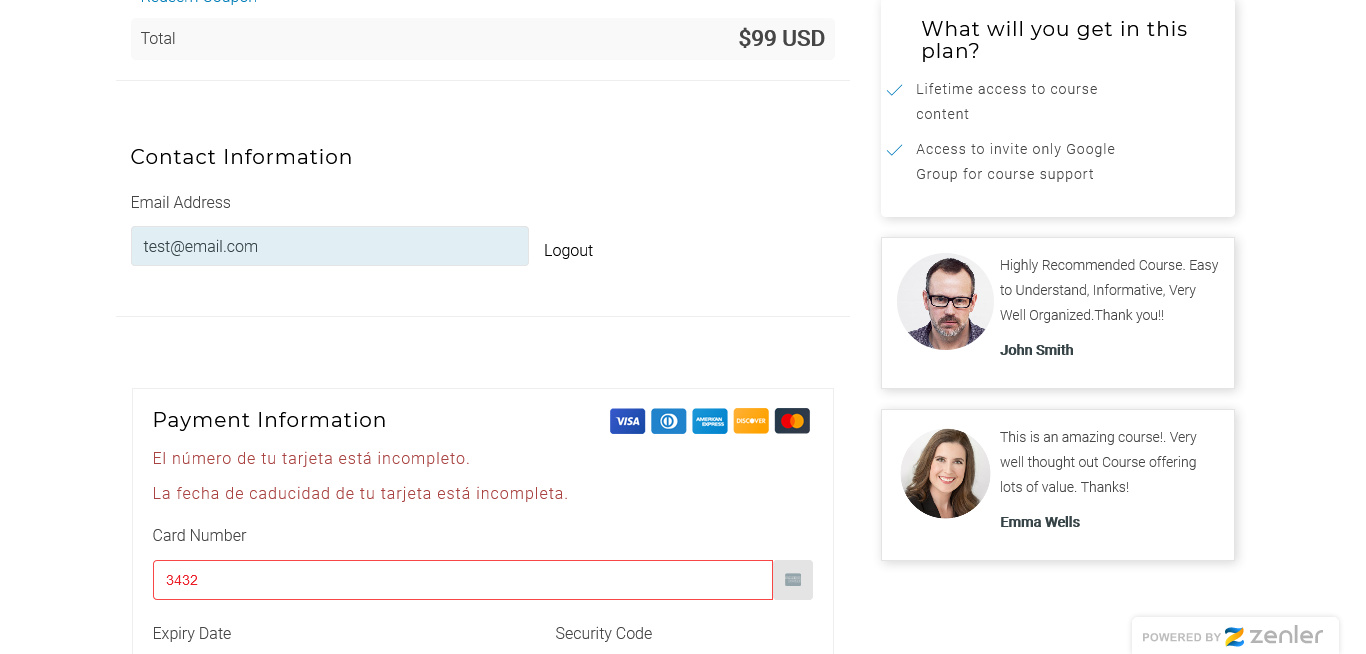 Redeem Coupon
Total
$99 USD
Contact Information
Email Address
test@email.com
Logout
Payment Information
VISA
AMERICAN
EXPRESS
DISCOVER
El número de tu tarjeta está incompleto.
La fecha de caducidad de tu tarjeta está incompleta.
Card Number
3432
Expiry Date
Security Code
What will you get in this
plan?
Lifetime access to course
content
Access to invite only Google
Group for course support
Highly Recommended Course. Easy
to Understand, Informative, Very
Well Organized.Thank you!!
John Smith
This is an amazing course!. Very
well thought out Course offering
lots of value. Thanks!
Emma Wells
POWERED BY zenler